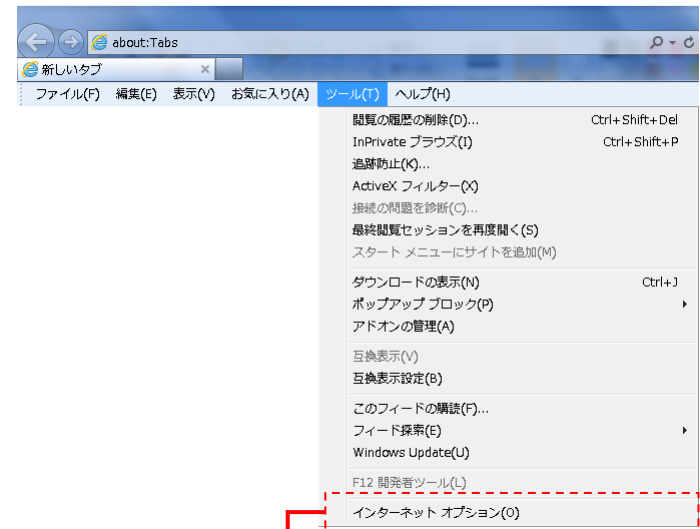 about:Tabs
新しいタブ
ファイル(F) 編集(E) 表示(V) お気に入り(A) ツール(T) ヘルプ(H)
閲覧の履歴の削除(D)... Ctrl+Shift+Del
InPrivate ブラウズ(I) Ctrl+Shift+P
追跡防止(K)...
ActiveX フィルター(X)
接続の問題を診断(C)...
最終閲覧セッションを再度開く(S)
スタート メニューにサイトを追加(M)
ダウンロードの表示(N) Ctrl+J
ポップアップ ブロック(P)
アドオンの管理(A)
互換表示(V)
互換表示設定(B)
このフィードの購読(F)...
フィード探索(E)
Windows Update(U)
F12 開発者ツール(L)
インターネット オプション(O)